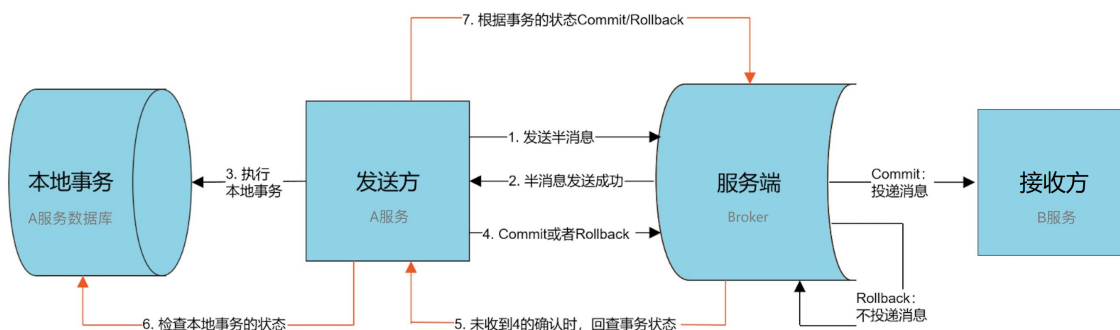 7. 根据事务的状态Commit/Rollback
1. 发送半消息
本地事务
A服务数据库
3. 执行
本地事务
发送方
A服务
2. 半消息发送成功
服务端
Broker
Commit：
投递消息
接收方
B服务
4. Commit或者Rollback
Rollback：
不投递消息
6. 检查本地事务的状态
5. 未收到4的确认时，回查事务状态